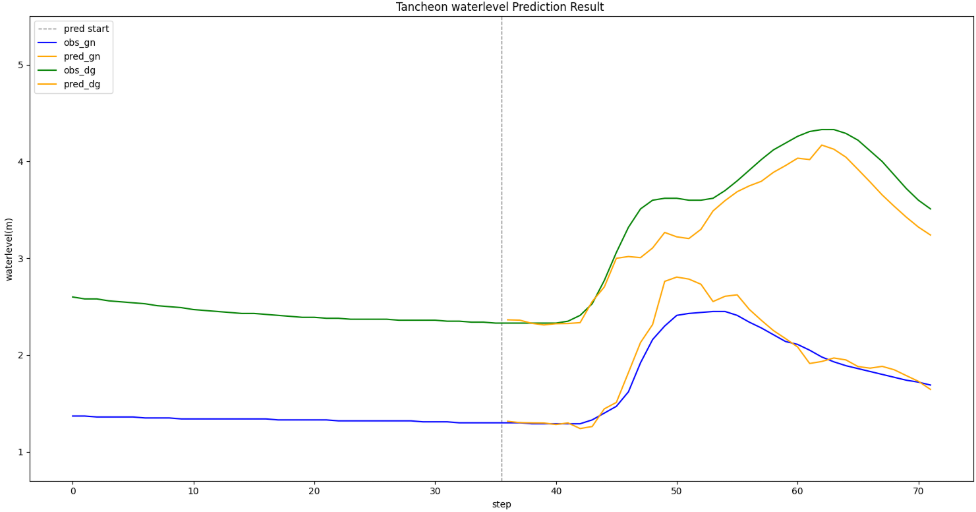 Tancheon waterlevel Prediction Result
pred start
obs_gn
pred_gn
obs_dg
pred_dg
waterlevel(m)
5
4
3
2
1
0 10 20 30 40 50 60 70
step